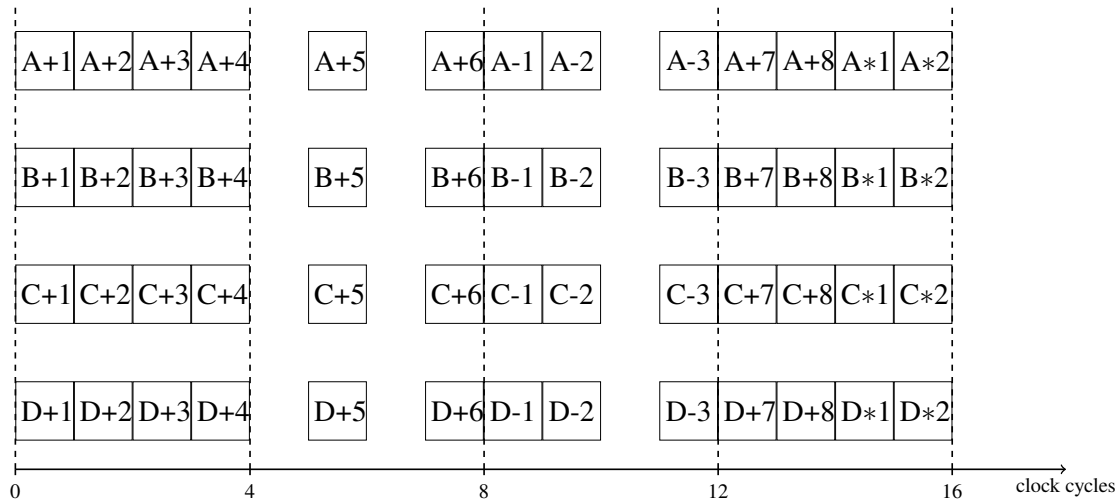 A+1 A+2 A+3 A+4 A+5 A+6 A-1 A-2 A-3 A+7 A+8 A∗1 A∗2
B+1 B+2 B+3 B+4 B+5 B+6 B-1 B-2 B-3 B+7 B+8 B∗1 B∗2
C+1 C+2 C+3 C+4 C+5 C+6 C-1 C-2 C-3 C+7 C+8 C∗1 C∗2
D+1 D+2 D+3 D+4 D+5 D+6 D-1 D-2 D-3 D+7 D+8 D∗1 D∗2
0 4 8 12 16 clock cycles